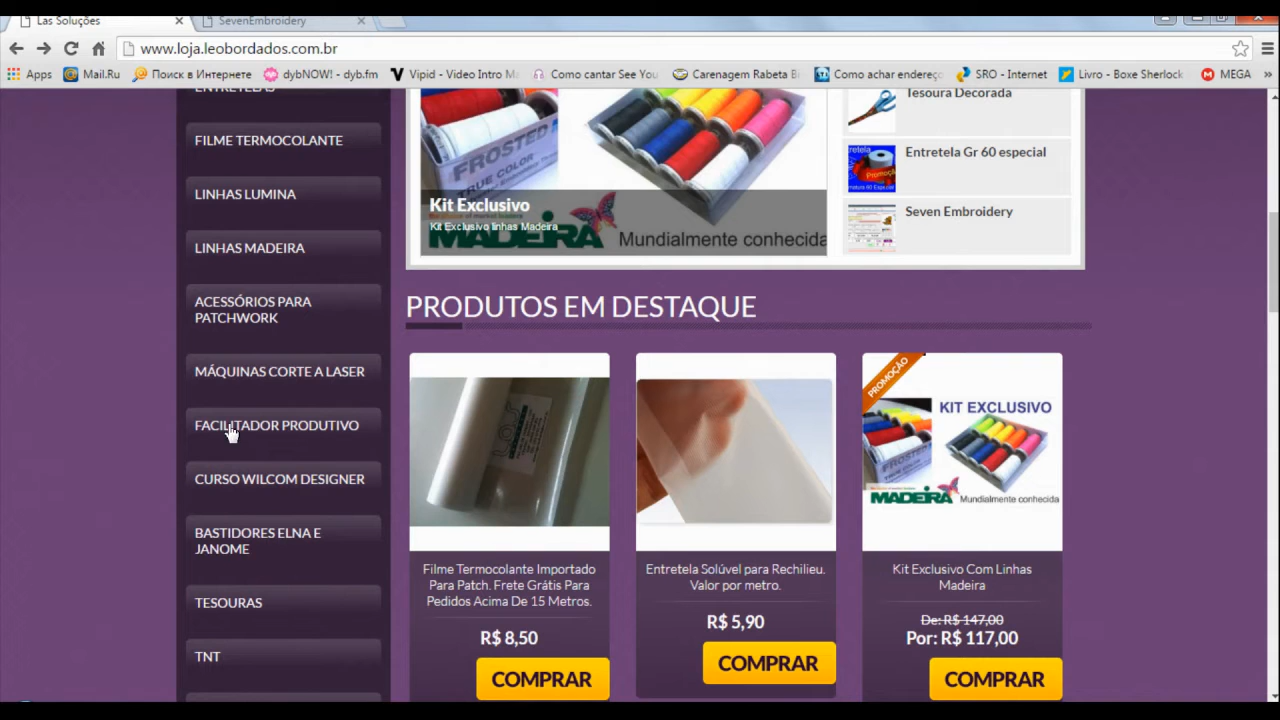 Las Soluções
SevenEmbroidery
www.loja.leobordados.com.br
Apps
Mail.Ru
Поиск в Интернете
dybNOW! - dyb.fm
Vipid - Video Intro Ma
Como cantar See You
Carenagem Rabeta Bi
Como achar endereço
SRO - Internet
Livro - Boxe Sherlock
MEGA
ENTRETELAS
FILME TERMOCOLANTE
LINHAS LUMINA
LINHAS MADEIRA
ACESSÓRIOS PARA
PATCHWORK
MÁQUINAS CORTE A LASER
FACILITADOR PRODUTIVO
CURSO WILCOM DESIGNER
BASTIDORES ELNA E
JANOME
TESOURAS
TNT
FROSTED
TRUE COLOR
Kit Exclusivo
Kit Exclusivo linhas Madeira
MADEIRA
Mundialmente conhecida
Tesoura Decorada
Entretela Gr 60 especial
Seven Embroidery
PRODUTOS EM DESTAQUE
Filme Termocolante Importado
Para Patch. Frete Grátis Para
Pedidos Acima De 15 Metros.
R$ 8,50
COMPRAR
Entretela Solúvel para Rechilieu.
Valor por metro.
R$ 5,90
COMPRAR
PROMOÇÃO
KIT EXCLUSIVO
MADEIRA
Mundialmente conhecida
Kit Exclusivo Com Linhas
Madeira
De: R$ 147,00
Por: R$ 117,00
COMPRAR